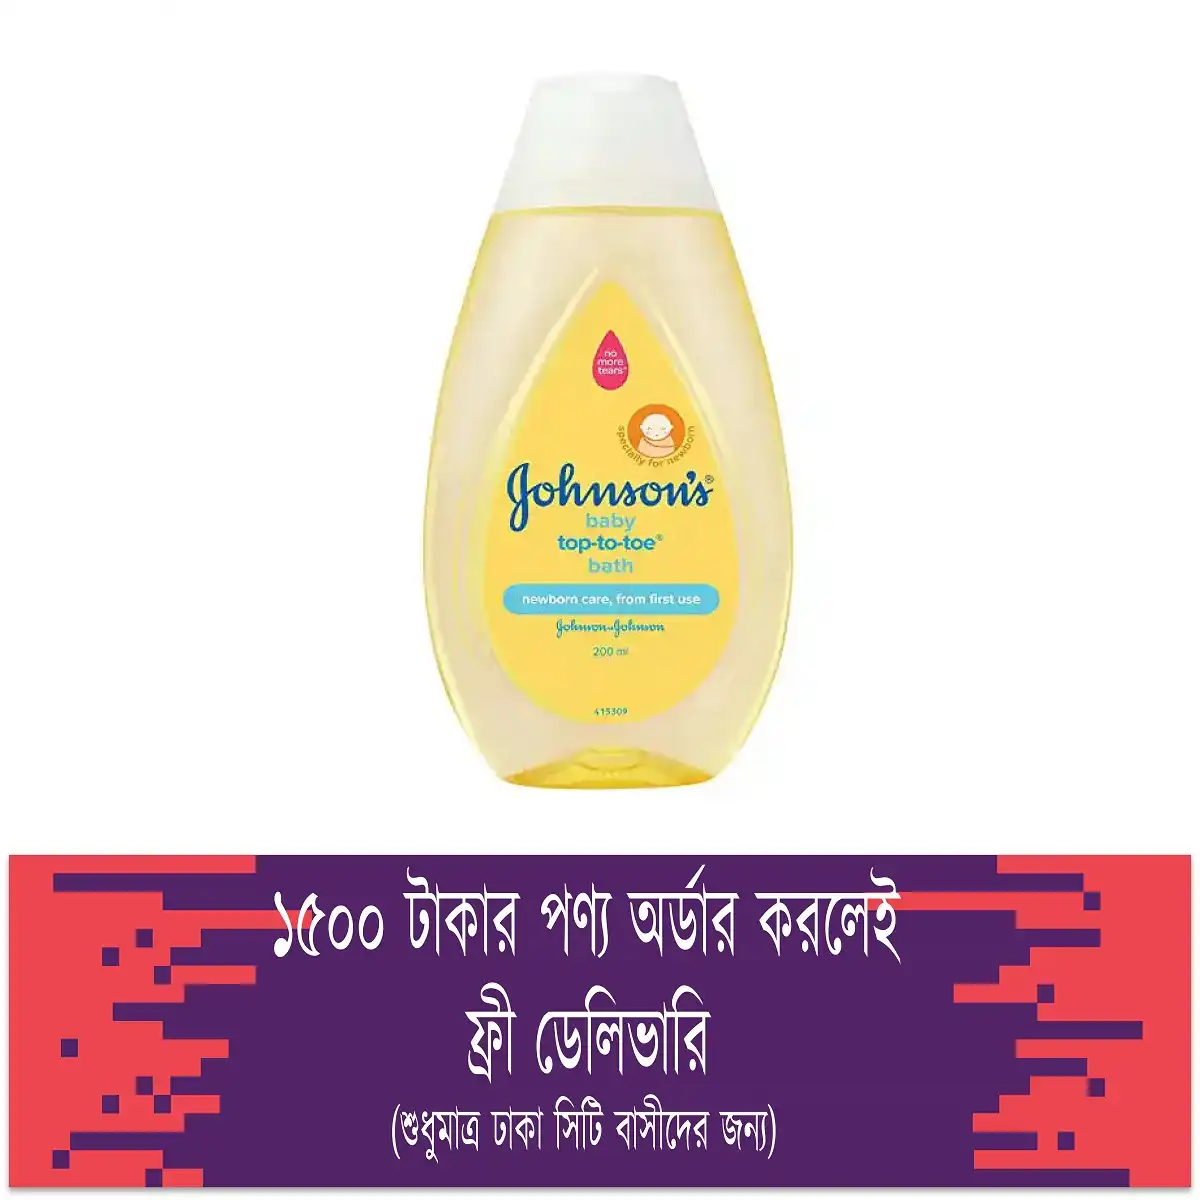 no
more
tears®
specially for newborn
Johnson's®
baby
top-to-toe®
bath
newborn care, from first use
Johnson & Johnson
200 ml
415309
১৫০০ টাকার পণ্য অর্ডার করলেই
ফ্রী ডেলিভারি
(শুধুমাত্র ঢাকা সিটি বাসীদের জন্য)